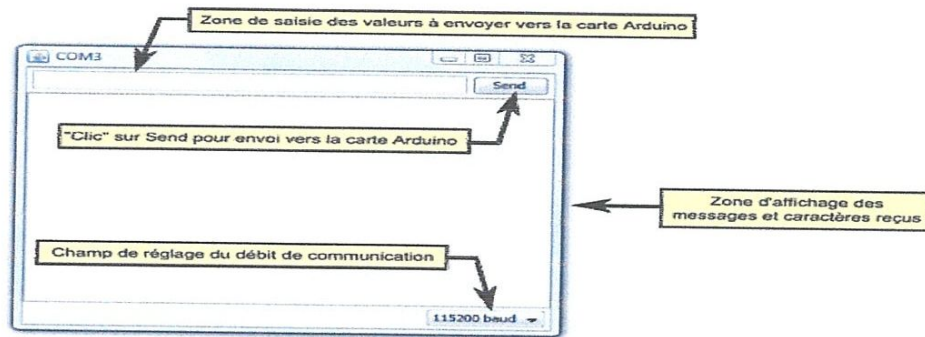 Zone de saisie des valeurs à envoyer vers la carte Arduino
COM3
Send
"Clic" sur Send pour envoi vers la carte Arduino
Zone d'affichage des
messages et caractères reçus
Champ de réglage du débit de communication
115200 baud